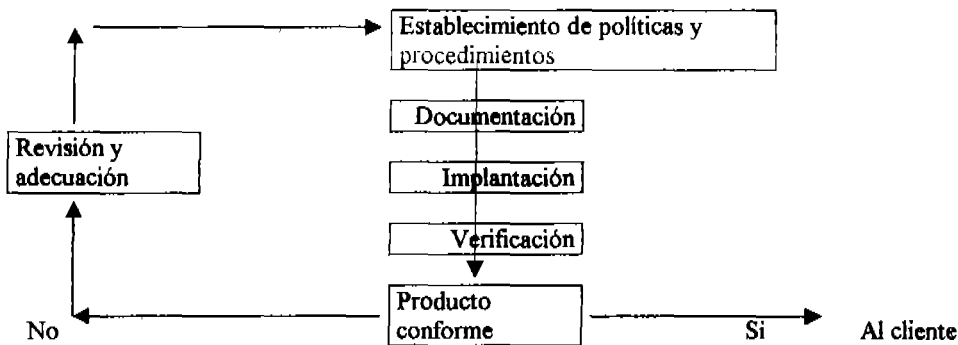 Establecimiento de políticas y
procedimientos
Documentación
Revisión y
adecuación
Implantación
Verificación
Producto
conforme
No
Si
Al cliente